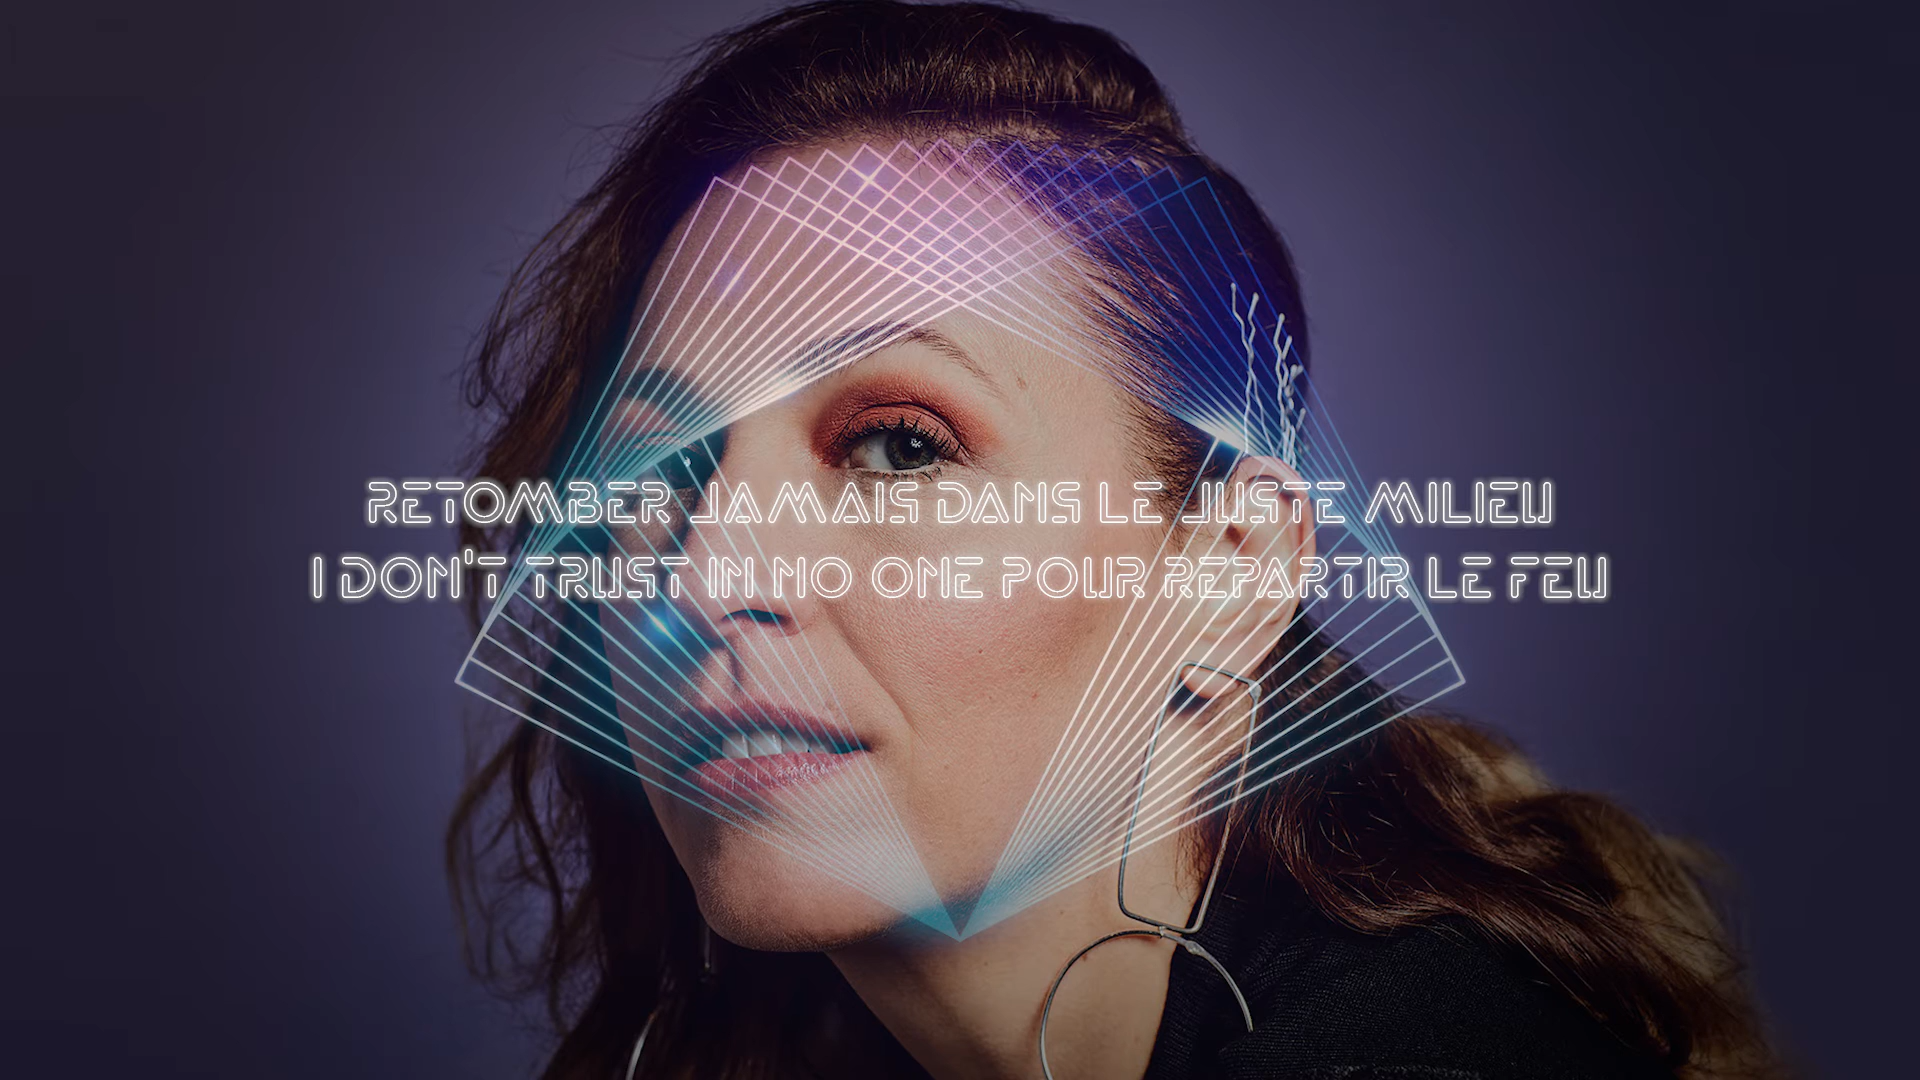 RETOMBER JAMAIS DANS LE JUSTE MILIEU
I DON'T TRUST IN NO ONE POUR REPARTIR LE FEU